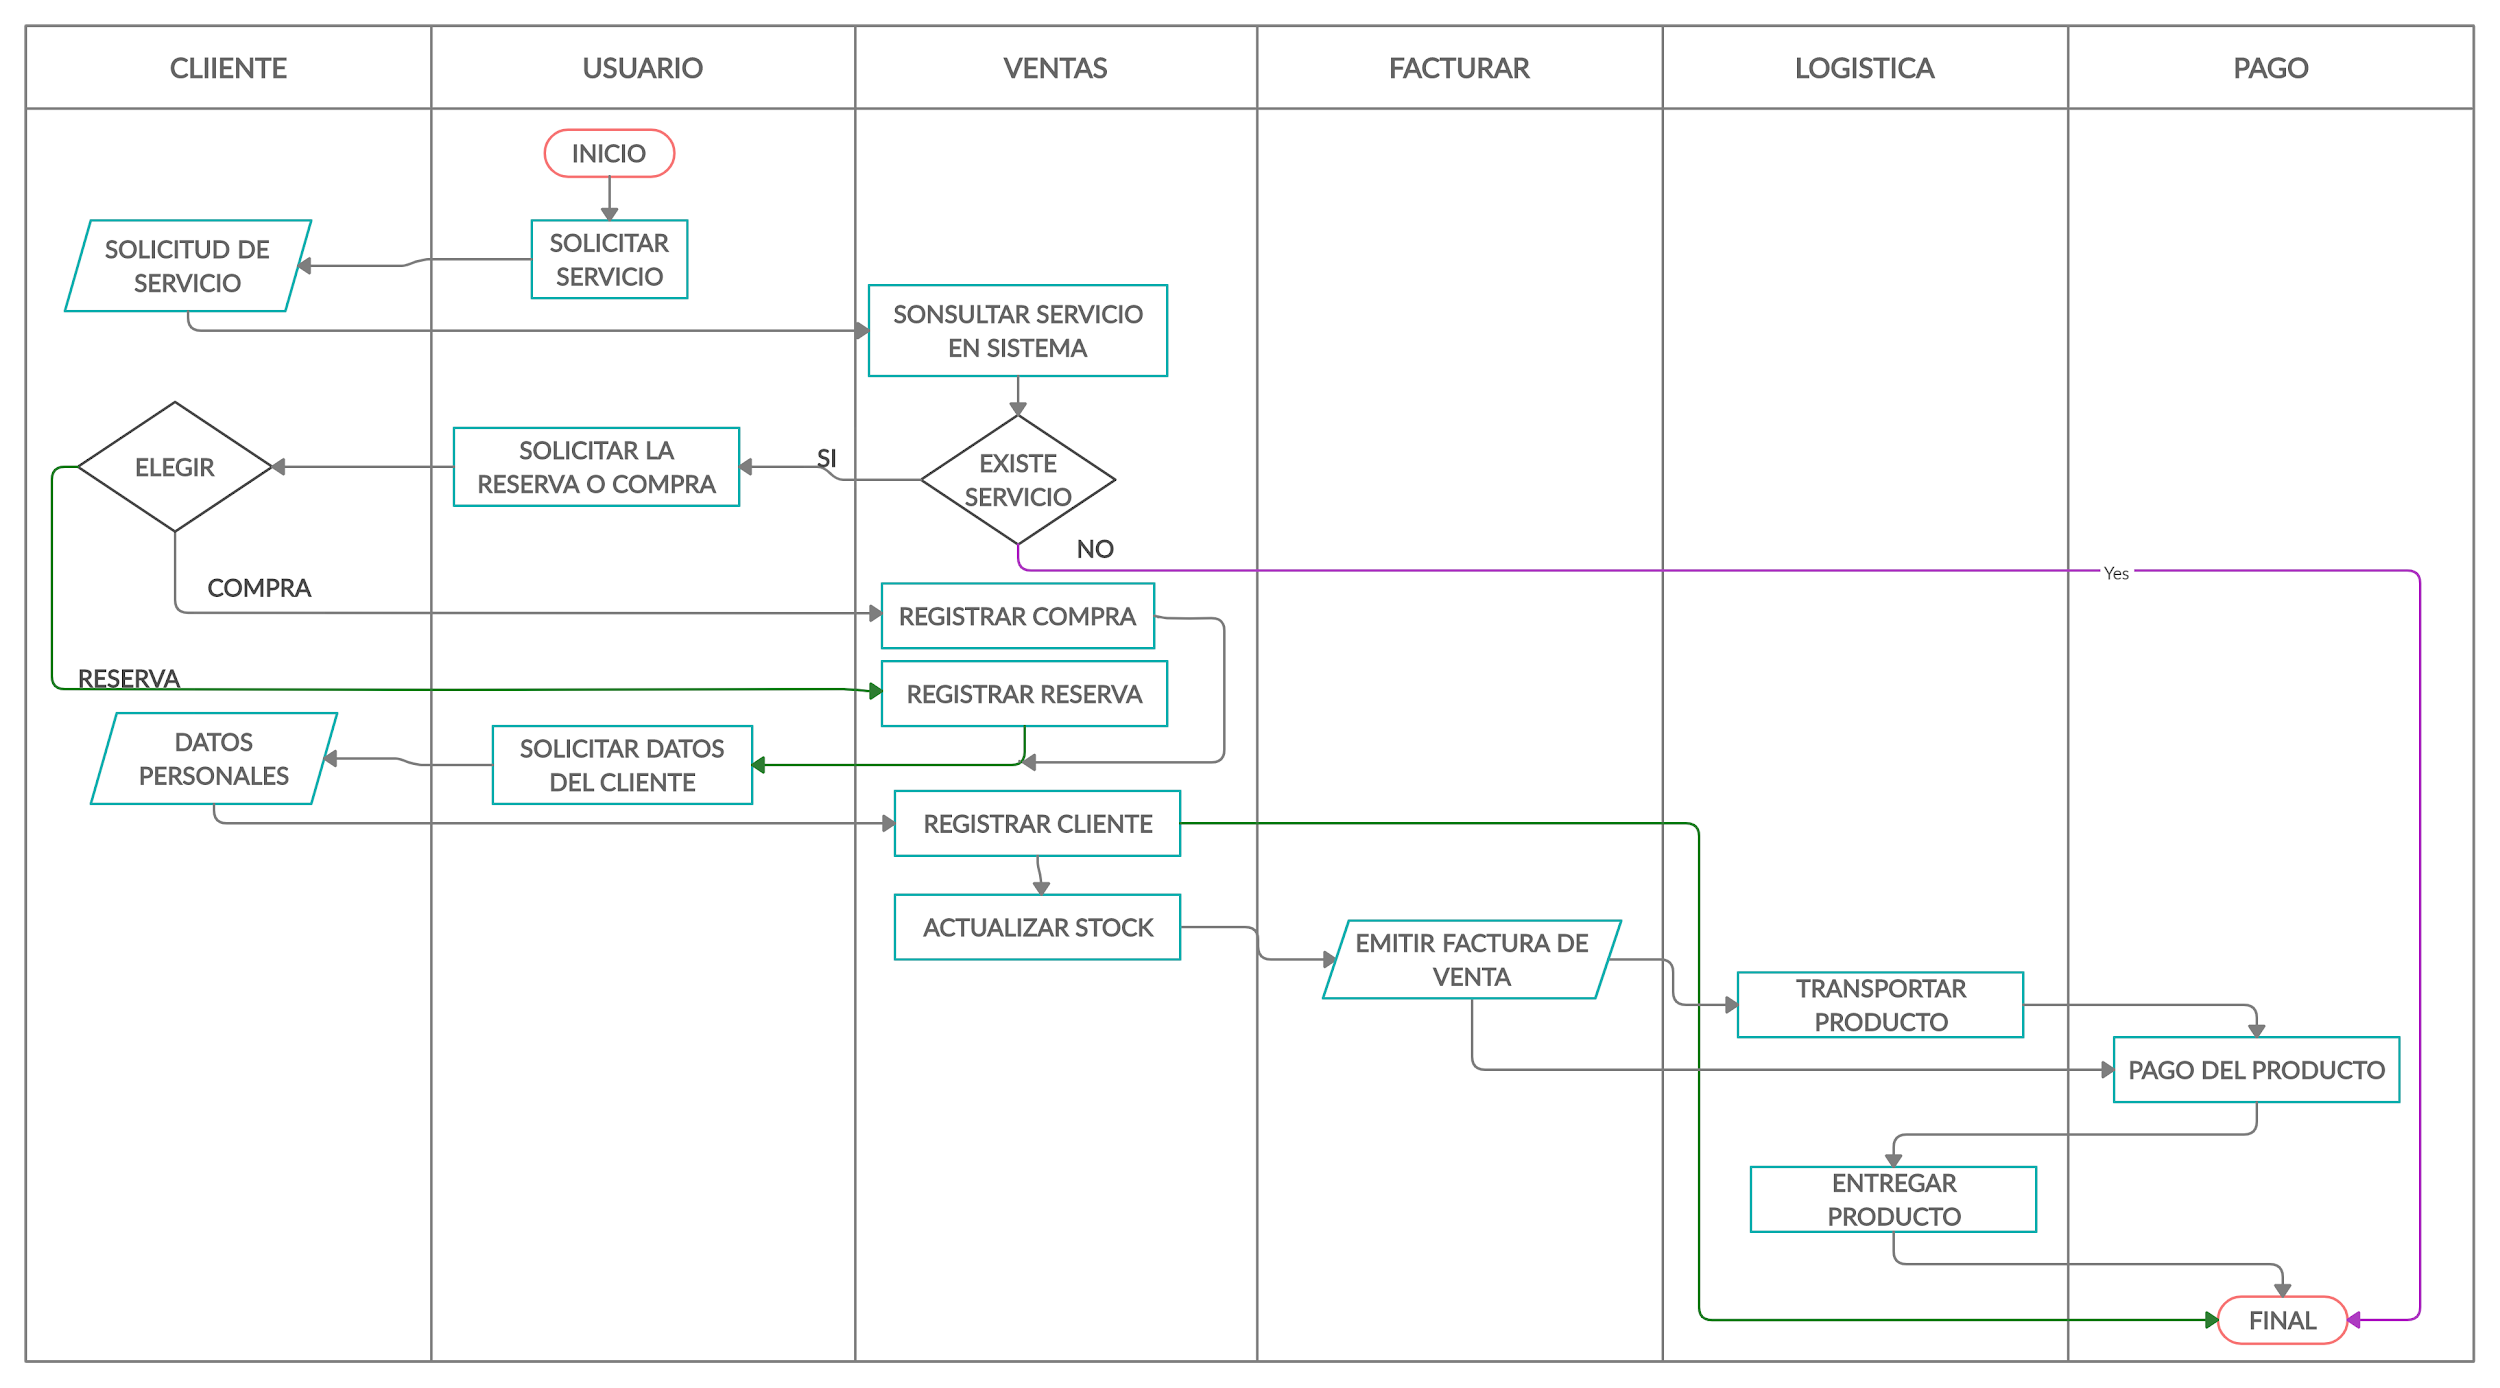 CLIIENTE
USUARIO
VENTAS
FACTURAR
LOGISTICA
PAGO
INICIO
SOLICITUD DE
SERVICIO
SOLICITAR
SERVICIO
SONSULTAR SERVICIO
EN SISTEMA
ELEGIR
SOLICITAR LA
RESERVA O COMPRA
SI
EXISTE
SERVICIO
NO
Yes
COMPRA
REGISTRAR COMPRA
RESERVA
REGISTRAR RESERVA
DATOS
PERSONALES
SOLICITAR DATOS
DEL CLIENTE
REGISTRAR CLIENTE
ACTUALIZAR STOCK
EMITIR FACTURA DE
VENTA
TRANSPORTAR
PRODUCTO
PAGO DEL PRODUCTO
ENTREGAR
PRODUCTO
FINAL